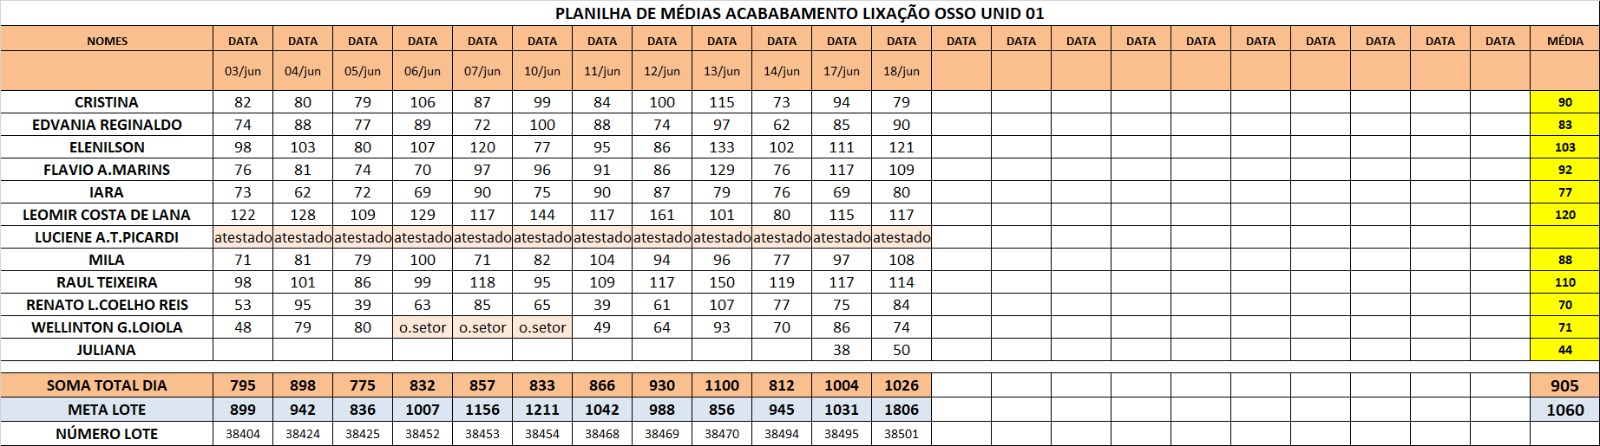 PLANILHA DE MÉDIAS ACABABAMENTO LIXAÇÃO OSSO UNID 01
NOMES DATA DATA DATA DATA DATA DATA DATA DATA DATA DATA DATA DATA DATA DATA DATA DATA DATA DATA DATA DATA DATA DATA MÉDIA
03/jun 04/jun 05/jun 06/jun 07/jun 10/jun 11/jun 12/jun 13/jun 14/jun 17/jun 18/jun
CRISTINA 82 80 79 106 87 99 84 100 115 73 94 79 90
EDVANIA REGINALDO 74 88 77 89 72 100 88 74 97 62 85 90 83
ELENILSON 98 103 80 107 120 77 95 86 133 102 111 121 103
FLAVIO A.MARINS 76 81 74 70 97 96 91 86 129 76 117 109 92
IARA 73 62 72 69 90 75 90 87 79 76 69 80 77
LEOMIR COSTA DE LANA 122 128 109 129 117 144 117 161 101 80 115 117 120
LUCIENE A.T.PICARDI atestado atestado atestado atestado atestado atestado atestado atestado atestado atestado atestado atestado
MILA 71 81 79 100 71 82 104 94 96 77 97 108 88
RAUL TEIXEIRA 98 101 86 99 118 95 109 117 150 119 117 114 110
RENATO L.COELHO REIS 53 95 39 63 85 65 39 61 107 77 75 84 70
WELLINTON G.LOIOLA 48 79 80 o.setor o.setor o.setor 49 64 93 70 86 74 71
JULIANA 38 50 44
SOMA TOTAL DIA 795 898 775 832 857 833 866 930 1100 812 1004 1026 905
META LOTE 899 942 836 1007 1156 1211 1042 988 856 945 1031 1806 1060
NÚMERO LOTE 38404 38424 38425 38452 38453 38454 38468 38469 38470 38494 38495 38501